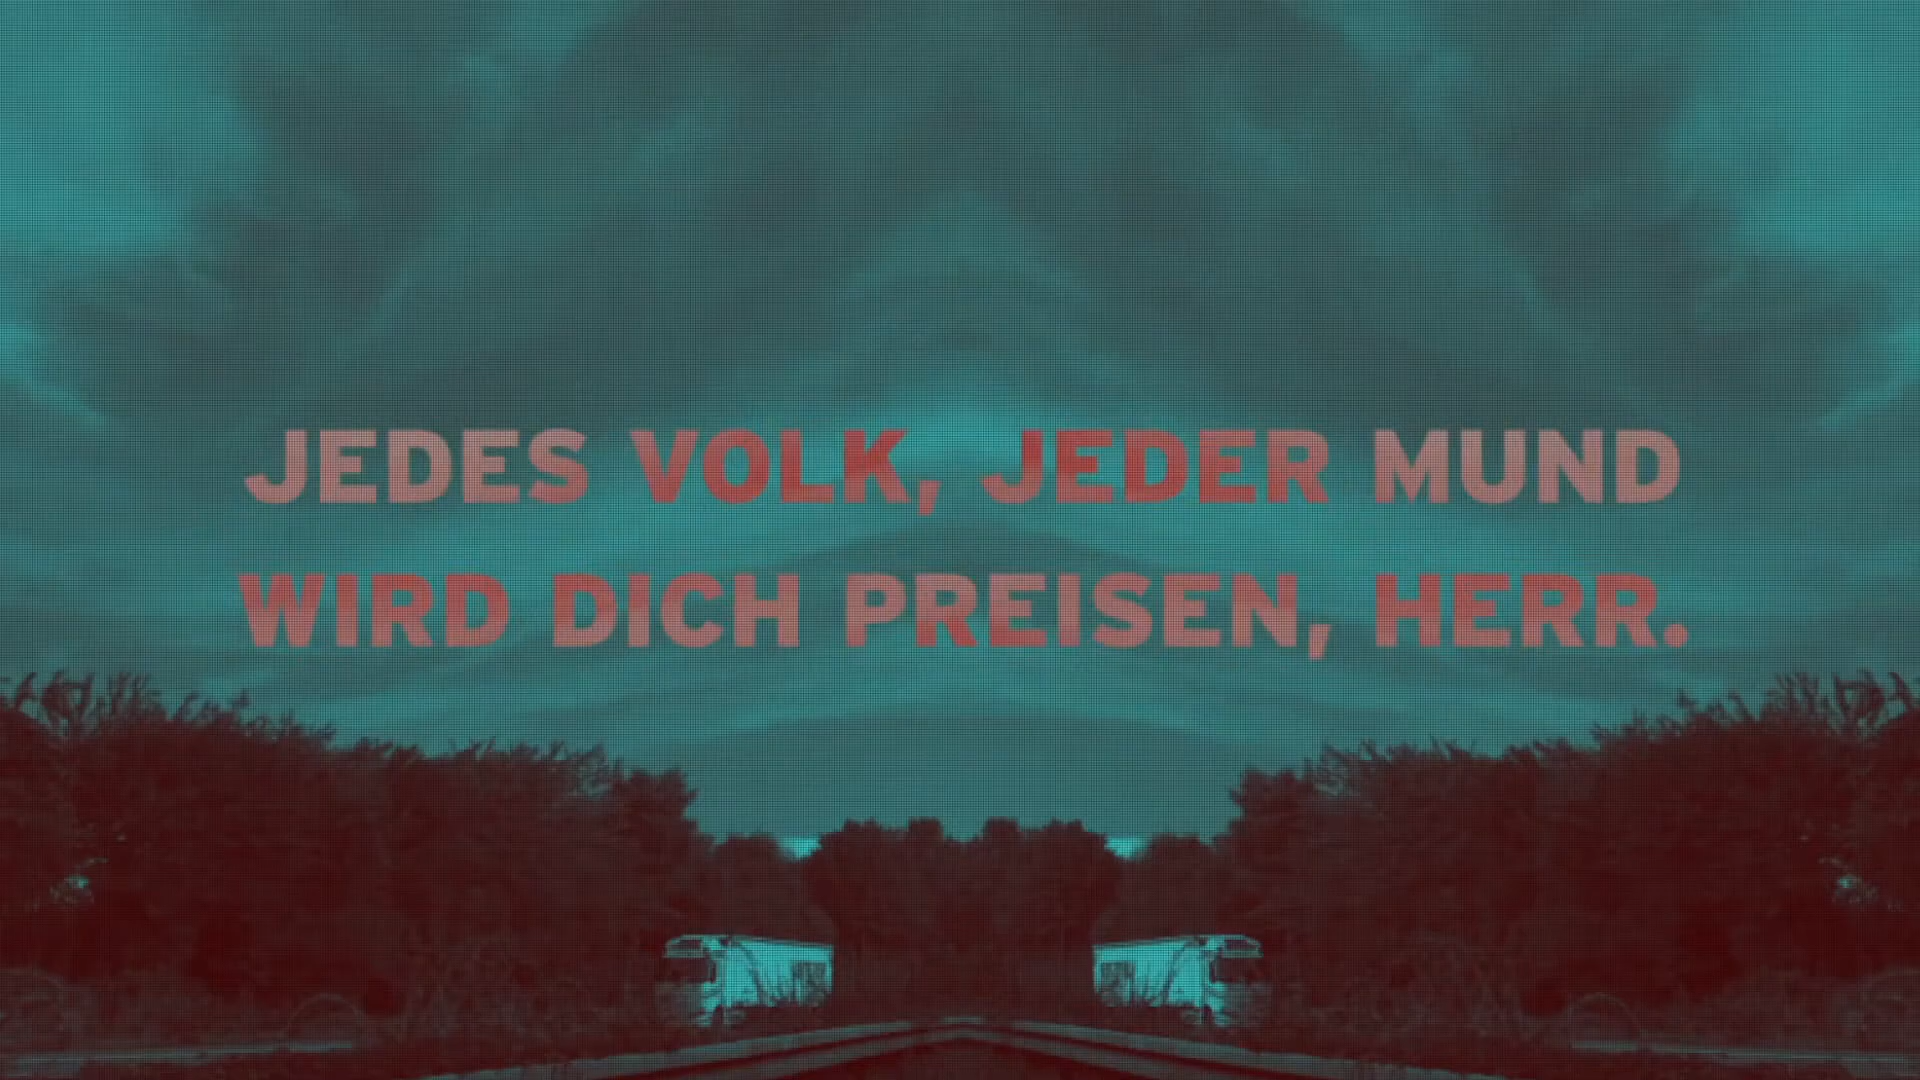 JEDES VOLK, JEDER MUND
WIRD DICH PREISEN, HERR.